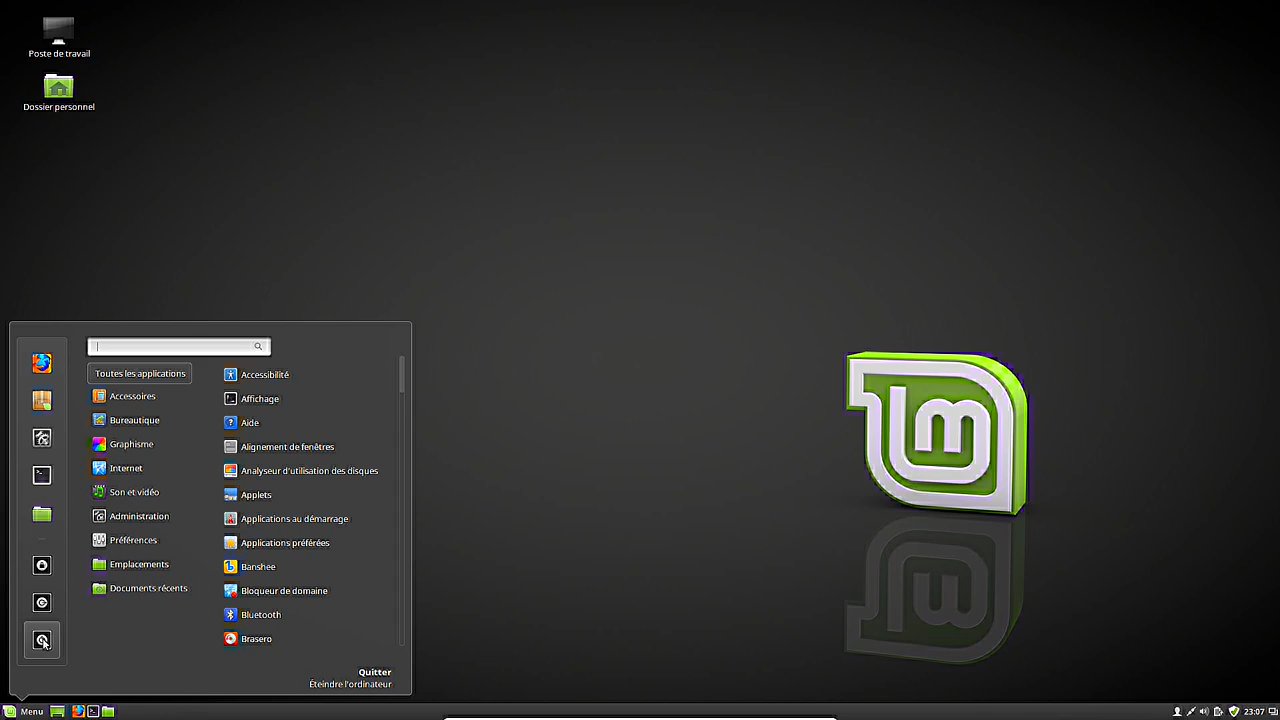 Poste de travail
Dossier personnel
Toutes les applications
Accessoires
Bureautique
Graphisme
Internet
Son et vidéo
Administration
Préférences
Emplacements
Documents récents
Accessibilité
Affichage
Aide
Alignement de fenêtres
Analyseur d'utilisation des disques
Applets
Applications au démarrage
Applications préférées
Banshee
Bloqueur de domaine
Bluetooth
Brasero
Quitter
Éteindre l'ordinateur
Menu
23:07